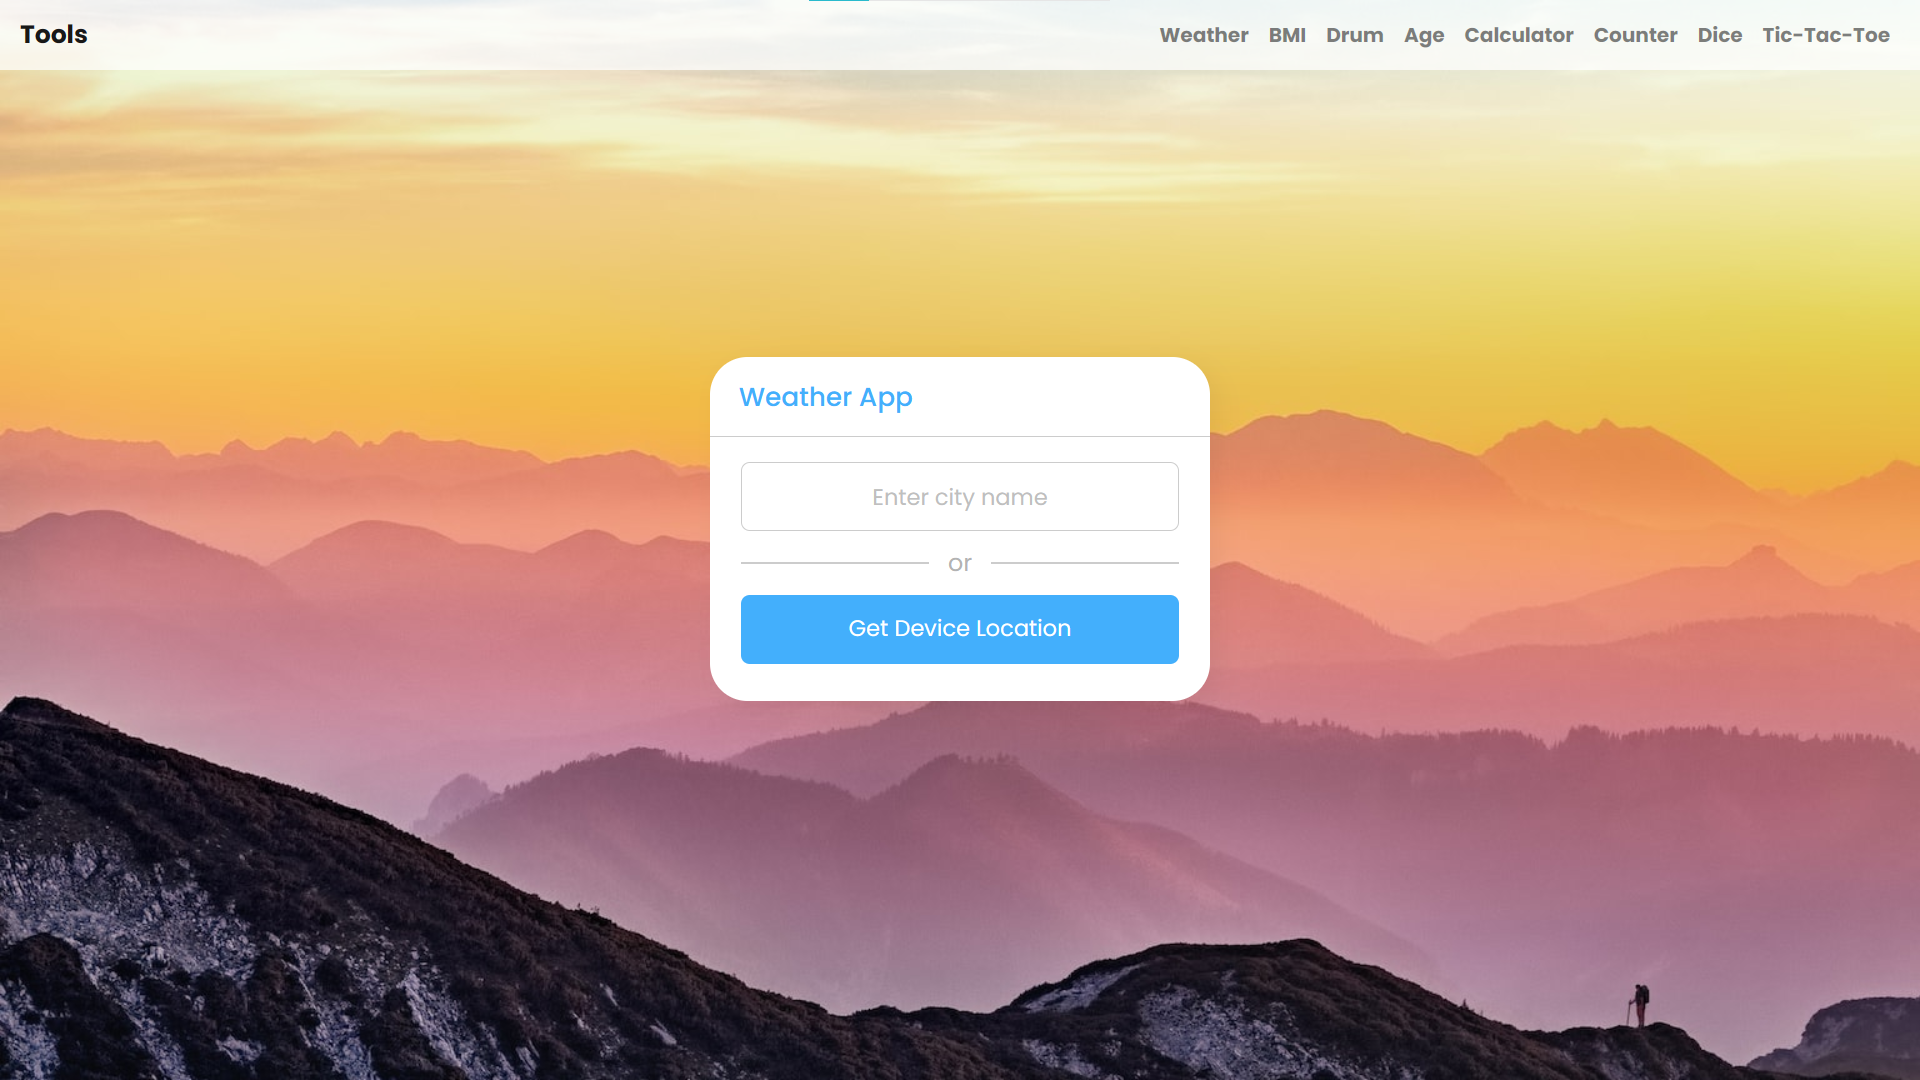 Tools
Weather BMI Drum Age Calculator Counter Dice Tic-Tac-Toe
Weather App
Enter city name
or
Get Device Location